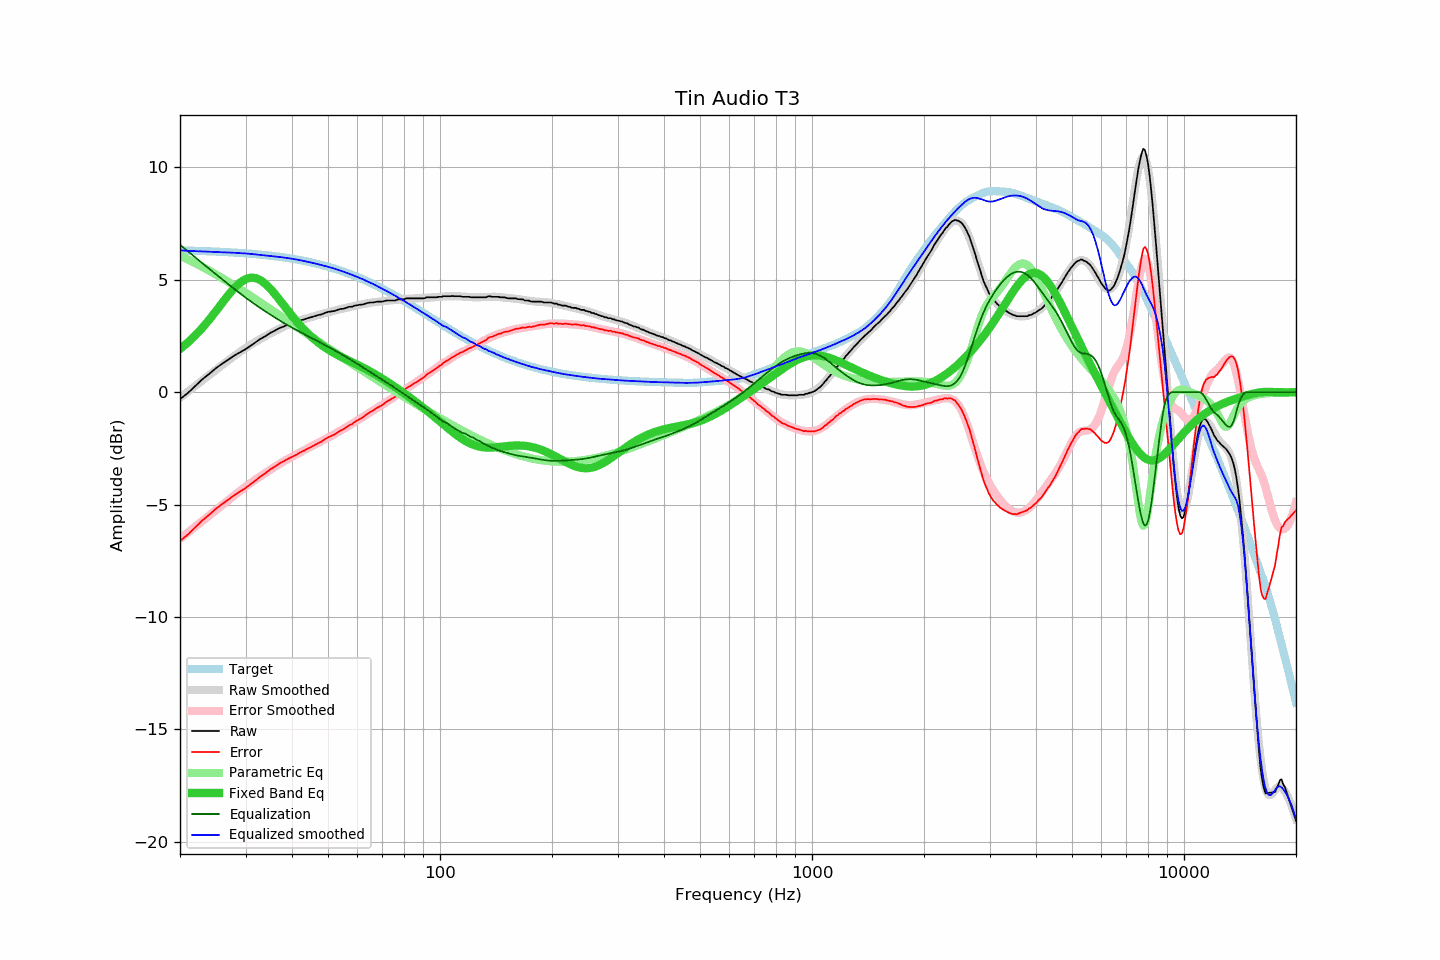 Tin Audio T3
10
5
0
−5
−10
−15
−20
Amplitude (dBr)
Target
Raw Smoothed
Error Smoothed
Raw
Error
Parametric Eq
Fixed Band Eq
Equalization
Equalized smoothed
100
1000
10000
Frequency (Hz)